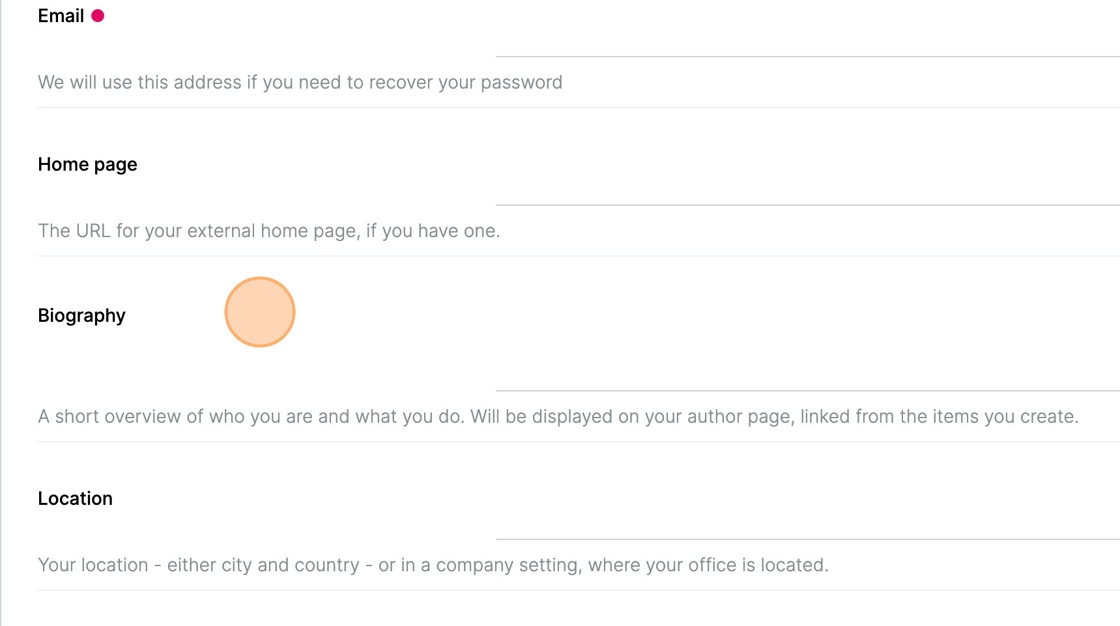 Email
We will use this address if you need to recover your password
Home page
The URL for your external home page, if you have one.
Biography
A short overview of who you are and what you do. Will be displayed on your author page, linked from the items you create.
Location
Your location - either city and country - or in a company setting, where your office is located.